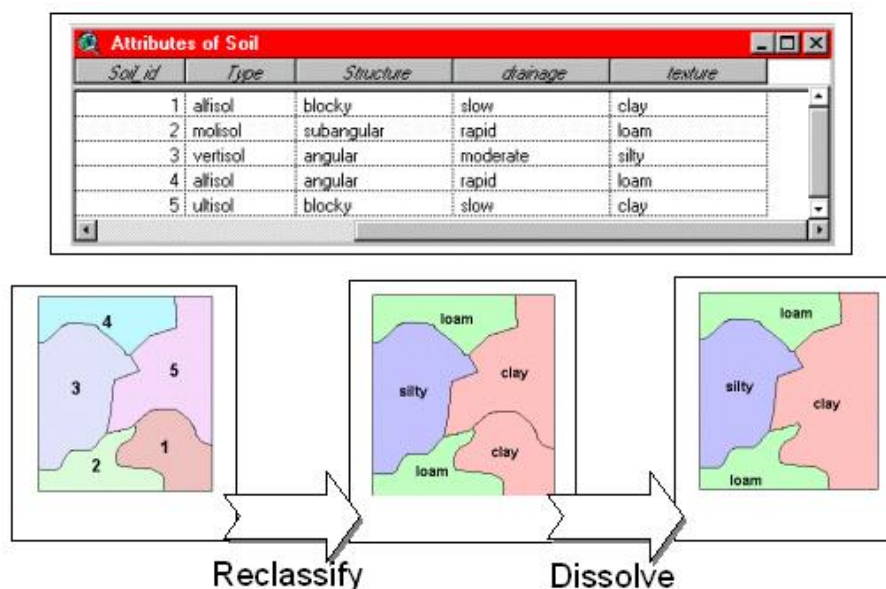 Attributes of Soil
Soil_id Type Structure drainage texture
1 alfisol blocky slow clay
2 molisol subangular rapid loam
3 vertisol angular moderate silty
4 alfisol angular rapid loam
5 ultisol blocky slow clay
4
3
5
2
1
loam
silty
clay
clay
loam
loam
silty
clay
loam
Reclassify
Dissolve